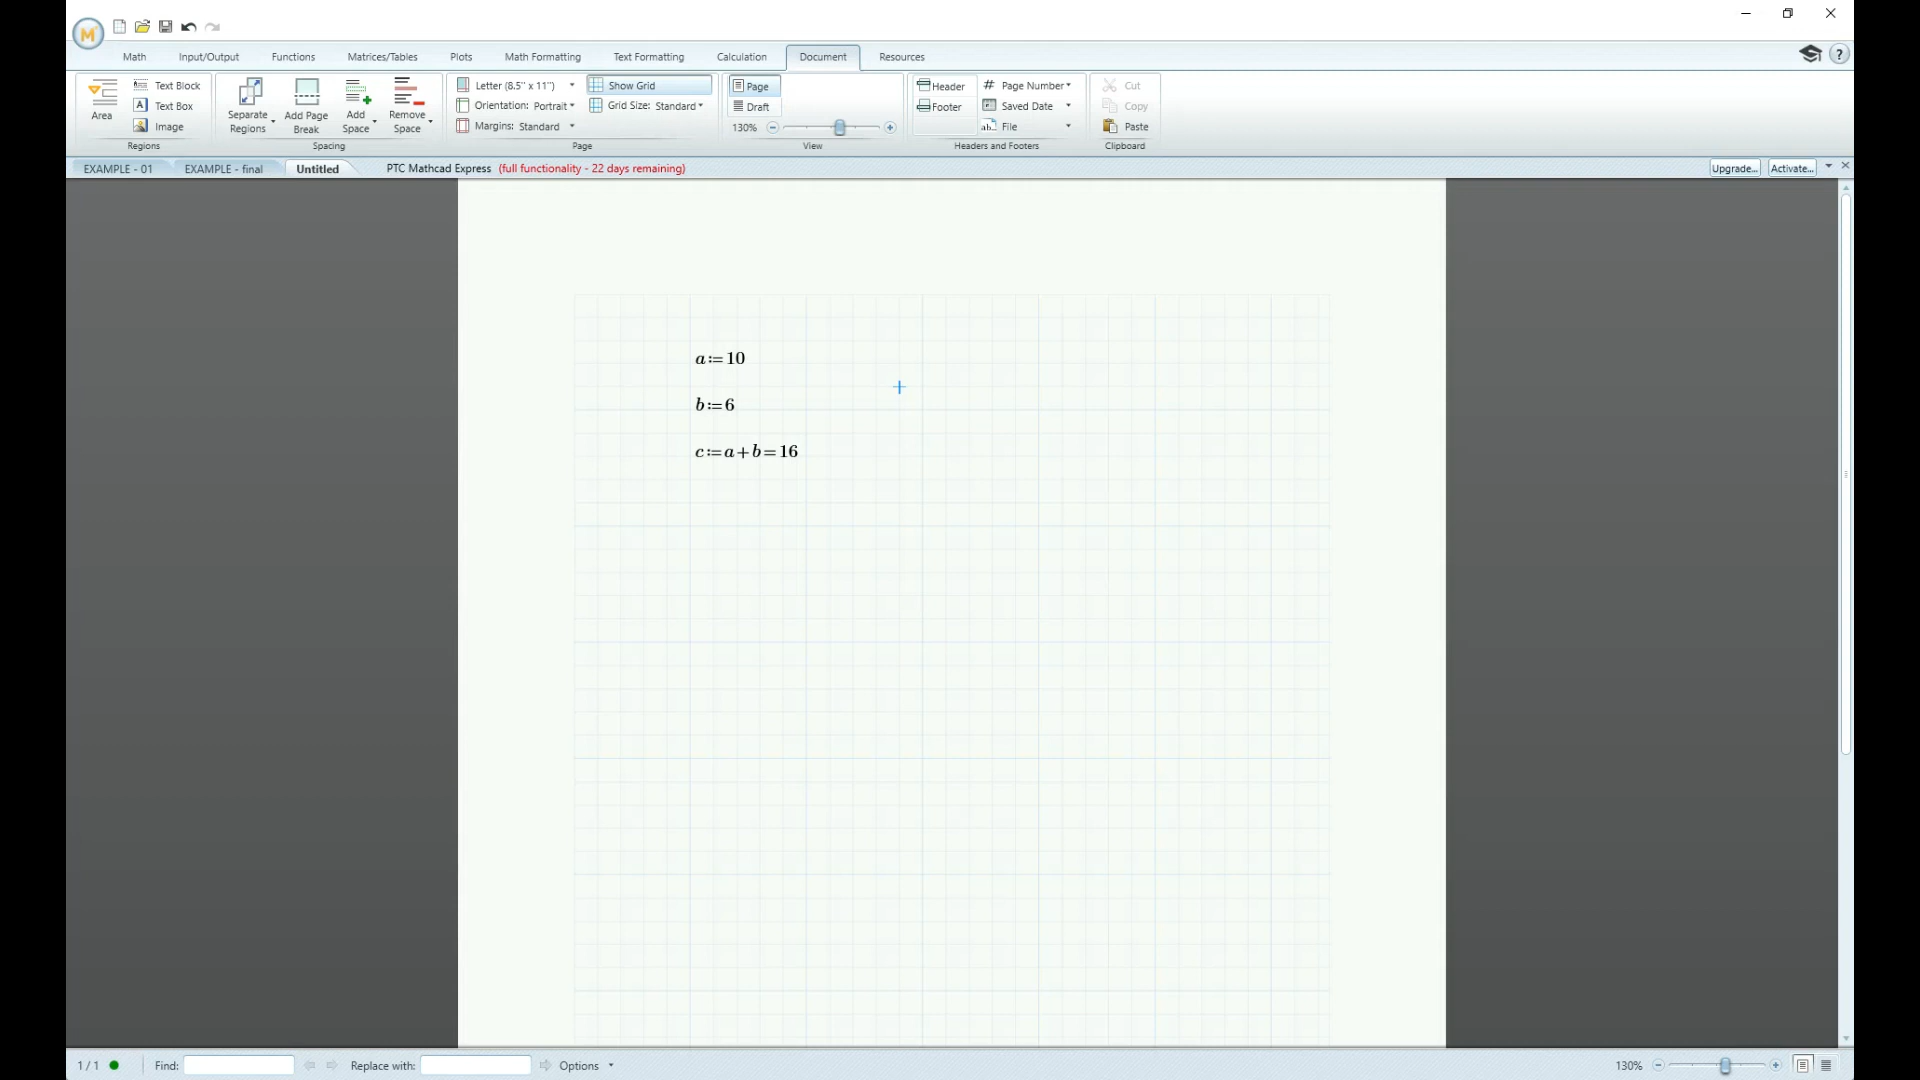 Math Input/Output Functions Matrices/Tables Plots Math Formatting Text Formatting Calculation Document Resources
Area
Text Block
Text Box
Image
Regions
Separate Regions
Add Page Break
Add Space
Remove Space
Spacing
Letter (8.5" x 11")
Orientation: Portrait
Margins: Standard
Show Grid
Grid Size: Standard
Page
Page
Draft
130%
View
Header
Footer
# Page Number
Saved Date
File
Headers and Footers
Cut
Copy
Paste
Clipboard
EXAMPLE - 01 EXAMPLE - final Untitled PTC Mathcad Express (full functionality - 22 days remaining) Upgrade... Activate...
a:=10
b:=6
c:=a+b=16
1 / 1 Find: Replace with: Options 130%